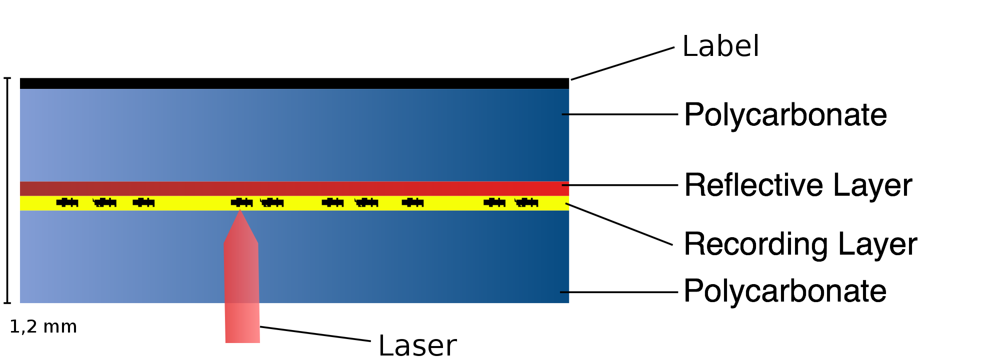 Label
Polycarbonate
Reflective Layer
Recording Layer
Polycarbonate
1,2 mm
Laser